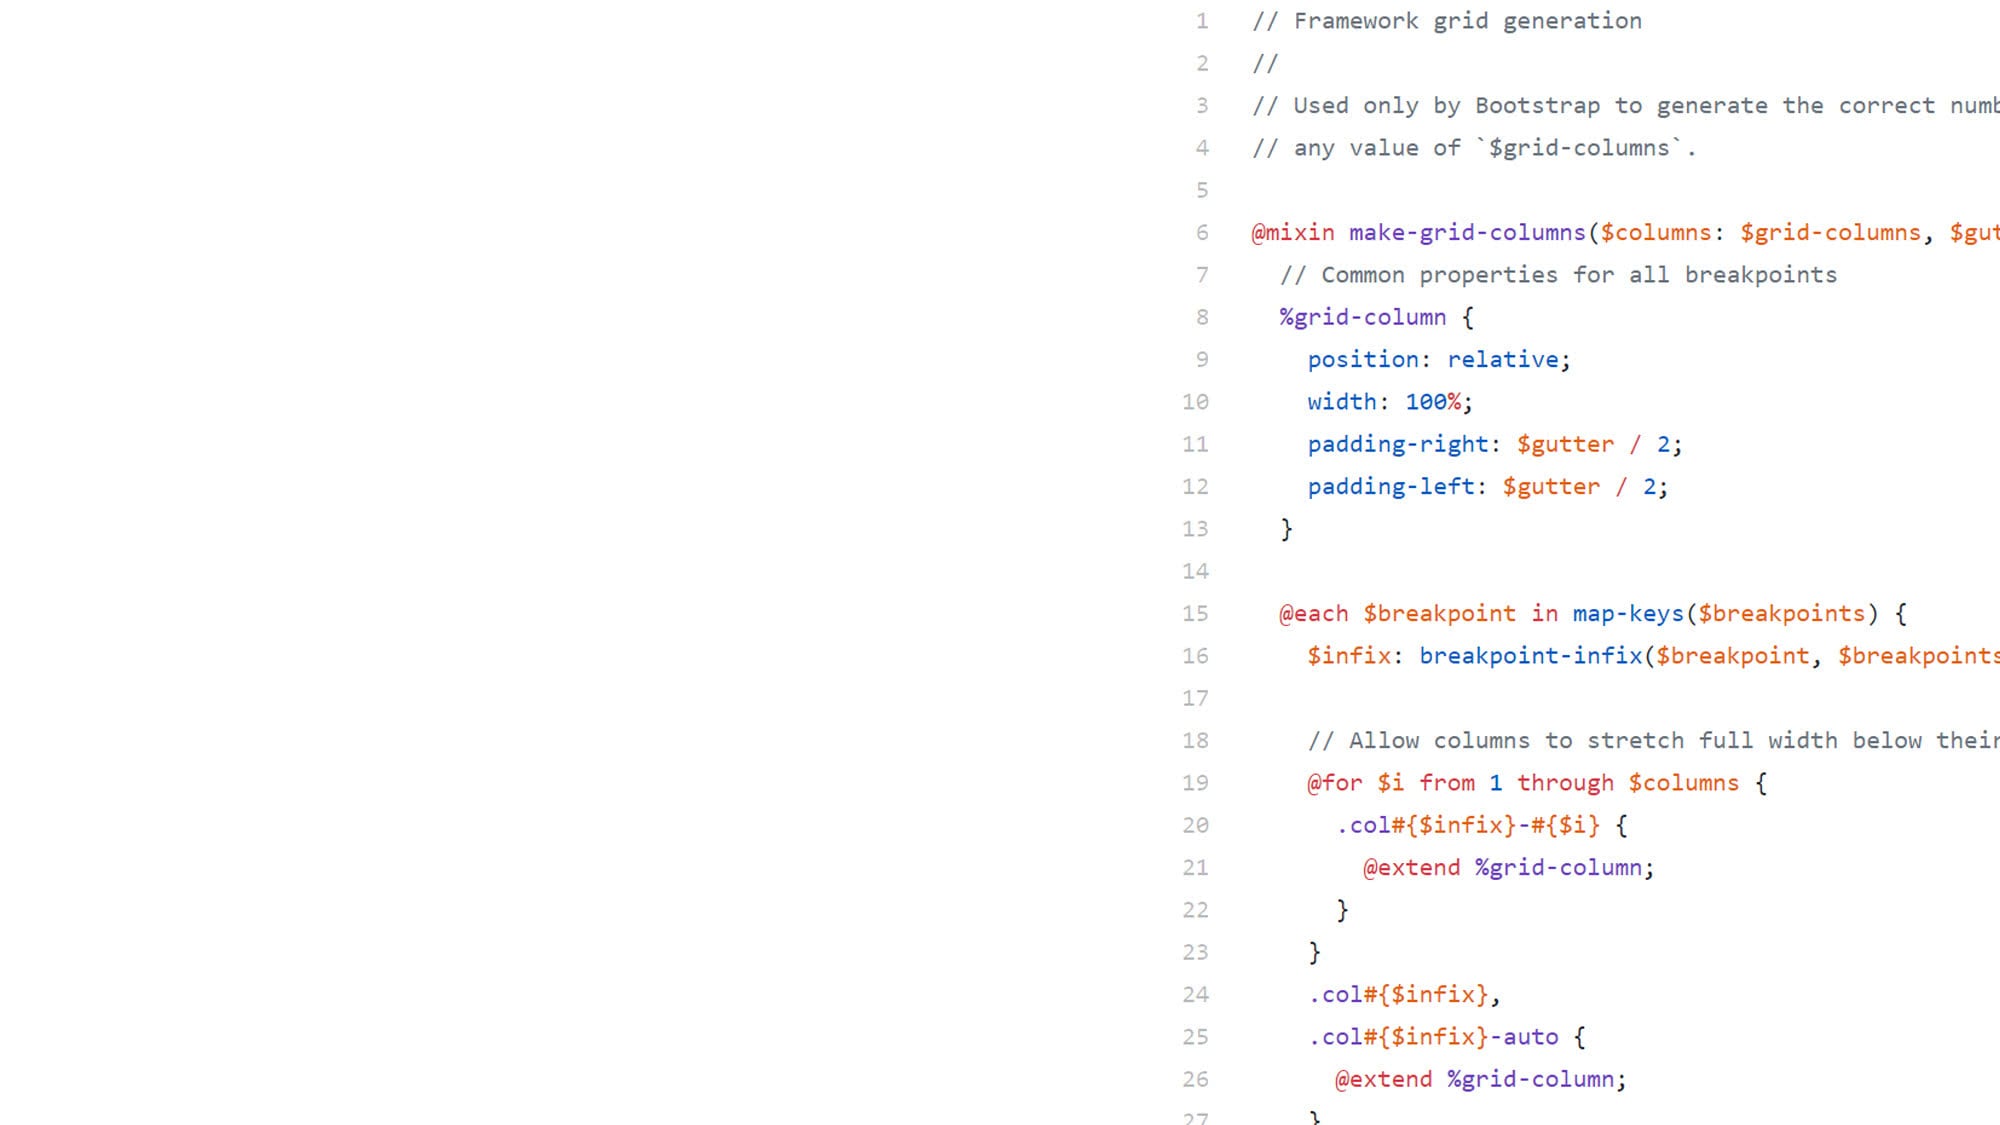 1 // Framework grid generation
2 //
3 // Used only by Bootstrap to generate the correct numb
4 // any value of `$grid-columns`.
5
6 @mixin make-grid-columns($columns: $grid-columns, $gut
7   // Common properties for all breakpoints
8   %grid-column {
9     position: relative;
10     width: 100%;
11     padding-right: $gutter / 2;
12     padding-left: $gutter / 2;
13   }
14
15   @each $breakpoint in map-keys($breakpoints) {
16     $infix: breakpoint-infix($breakpoint, $breakpoints
17
18     // Allow columns to stretch full width below their
19     @for $i from 1 through $columns {
20       .col#{$infix}-#{$i} {
21         @extend %grid-column;
22       }
23     }
24     .col#{$infix},
25     .col#{$infix}-auto {
26       @extend %grid-column;
27     }